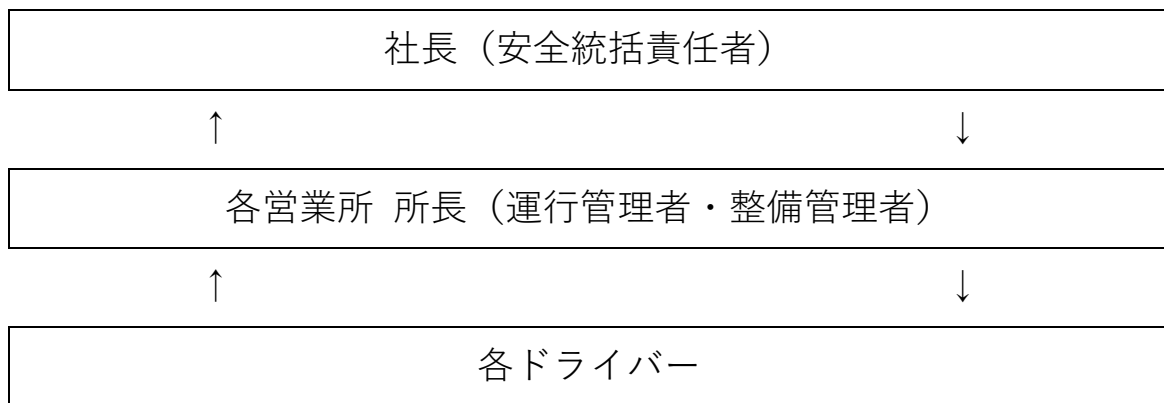 社長（安全統括責任者）
↑ ↓
各営業所 所長（運行管理者・整備管理者）
↑ ↓
各ドライバー